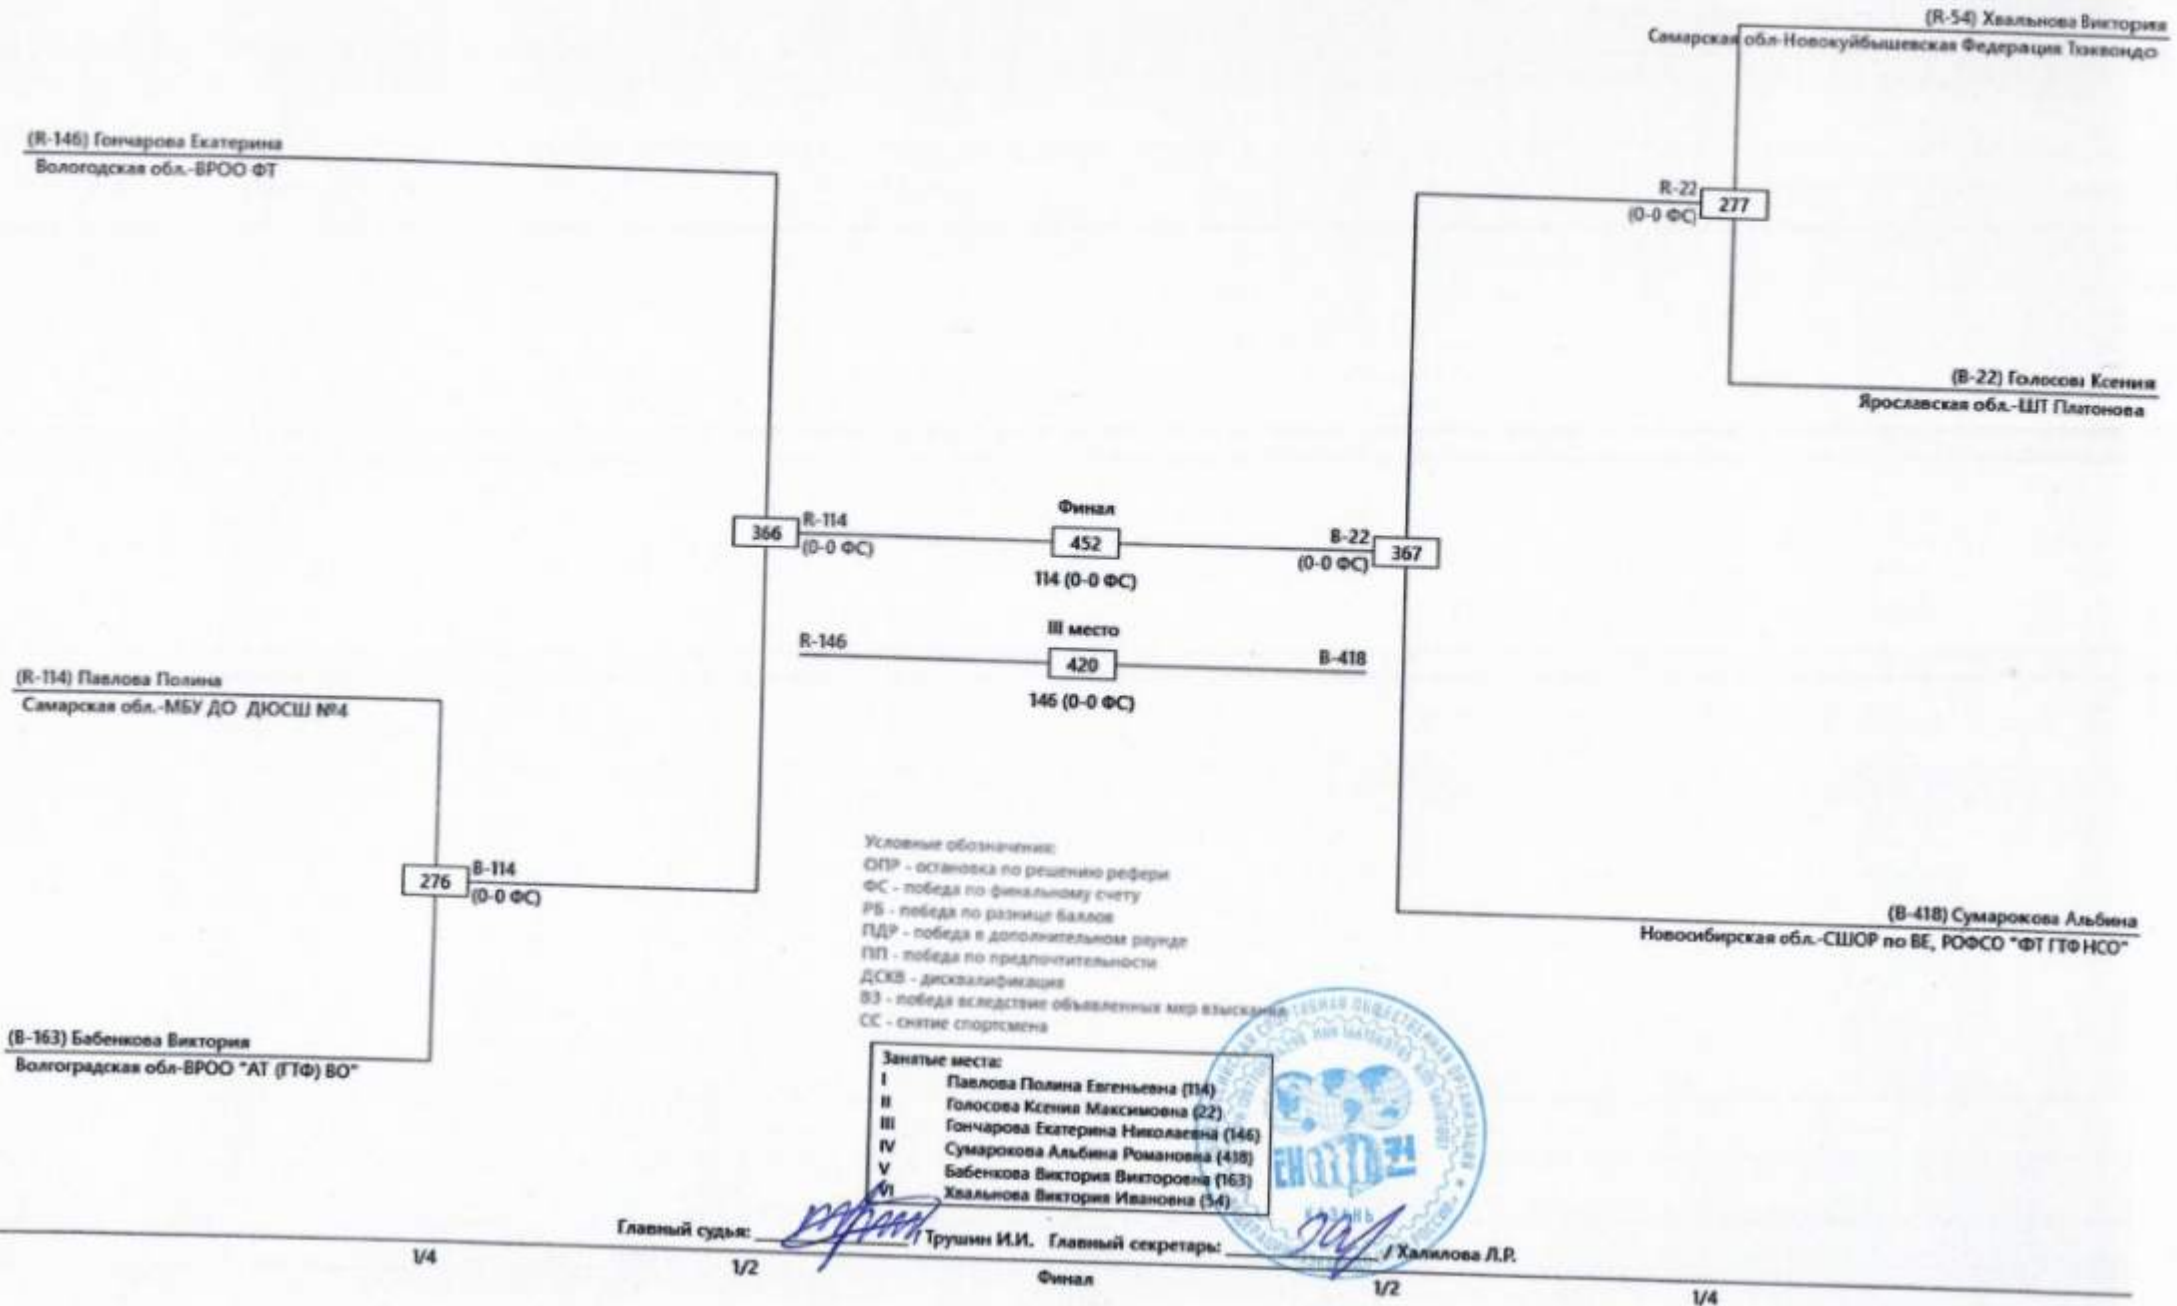 (R-54) Хвальнова Виктория
Самарская обл-Новокуйбышевская Федерация Тхэквондо
(R-146) Гончарова Екатерина
Вологодская обл.-ВРОО ФТ
R-22
(0-0 ФС)
277
(B-22) Голосова Ксения
Ярославская обл.-ШТ Платонова
Финал
366
R-114
(0-0 ФС)
452
B-22
(0-0 ФС)
367
114 (0-0 ФС)
III место
R-146
420
B-418
146 (0-0 ФС)
(R-114) Павлова Полина
Самарская обл.-МБУ ДО ДЮСШ №4
276
B-114
(0-0 ФС)
(B-418) Сумарокова Альбина
Новосибирская обл.-СШОР по ВЕ, РОФСО "ФТ ГТФ НСО"
(B-163) Бабенкова Виктория
Волгоградская обл-ВРОО "АТ (ГТФ) ВО"
Условные обозначения:
ОПР - остановка по решению рефери
ФС - победа по финальному счету
РБ - победа по разнице баллов
ПДР - победа в дополнительном раунде
ПП - победа по предпочтительности
ДСКВ - дисквалификация
ВЗ - победа вследствие объявленных мер взыскания
СС - снятие спортсмена
Занятые места:
I Павлова Полина Евгеньевна (114)
II Голосова Ксения Максимовна (22)
III Гончарова Екатерина Николаевна (146)
IV Сумарокова Альбина Романовна (418)
V Бабенкова Виктория Викторовна (163)
VI Хвальнова Виктория Ивановна (54)
КАЗАНЬ
Главный судья: Трушин И.И. Главный секретарь: / Халилова Л.Р.
1/4
1/2
Финал
1/2
1/4